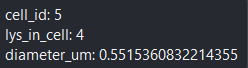 cell_id: 5
lys_in_cell: 4
diameter_um: 0.5515360832214355